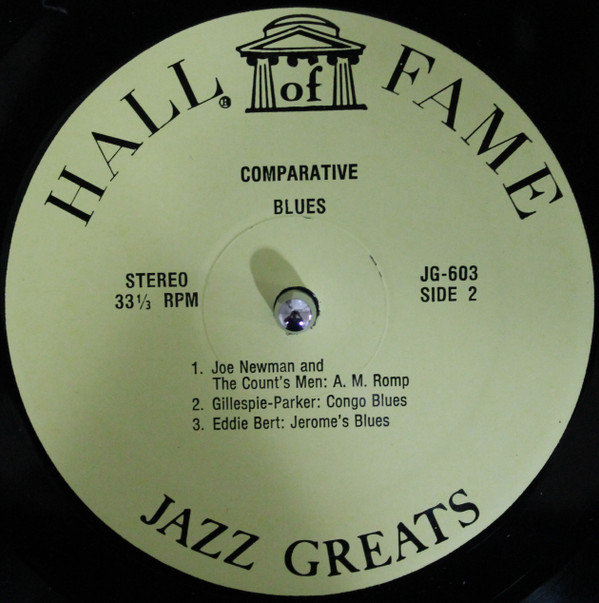 HALL of FAME
COMPARATIVE
BLUES
STEREO
33⅓ RPM
JG-603
SIDE 2
1. Joe Newman and
The Count's Men: A. M. Romp
2. Gillespie-Parker: Congo Blues
3. Eddie Bert: Jerome's Blues
JAZZ GREATS